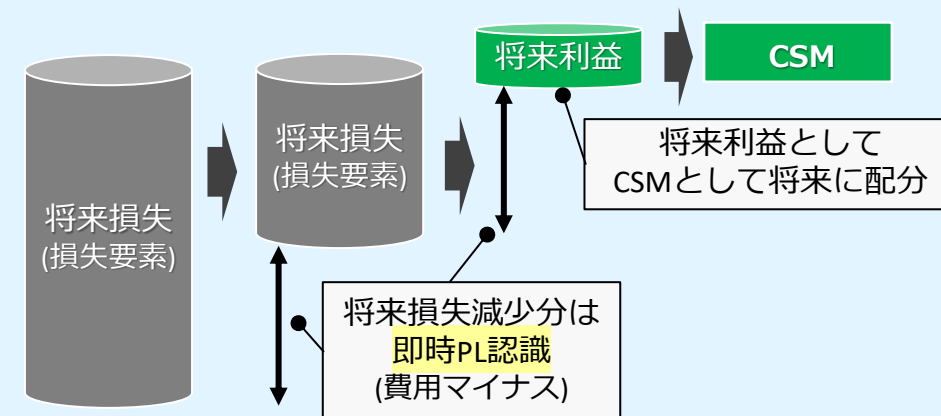 将来損失
(損失要素)
将来損失
(損失要素)
将来利益
CSM
将来利益として
CSMとして将来に配分
将来損失減少分は
即時PL認識
(費用マイナス)